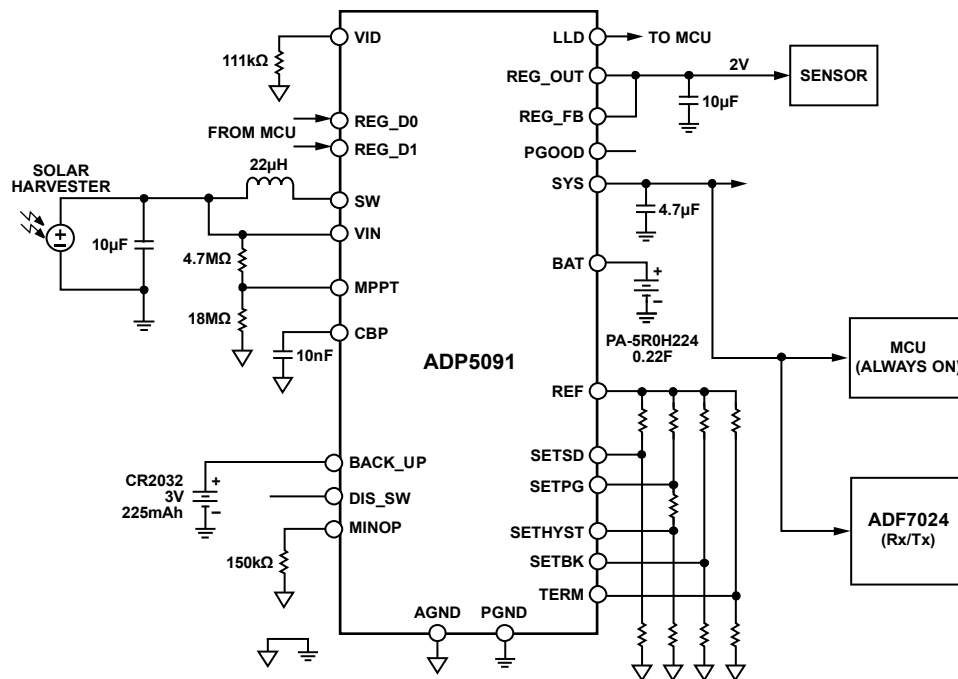 VID
111kΩ
REG_D0
FROM MCU
REG_D1
22µH
SOLAR
HARVESTER
SW
10µF
VIN
4.7MΩ
MPPT
18MΩ
CBP
10nF
ADP5091
BACK_UP
CR2032
3V
225mAh
DIS_SW
MINOP
150kΩ
AGND
PGND
LLD
TO MCU
REG_OUT
2V
SENSOR
10µF
REG_FB
PGOOD
SYS
4.7µF
BAT
+
–
PA-5R0H224
0.22F
MCU
(ALWAYS ON)
REF
SETSD
SETPG
SETHYST
SETBK
TERM
ADF7024
(Rx/Tx)